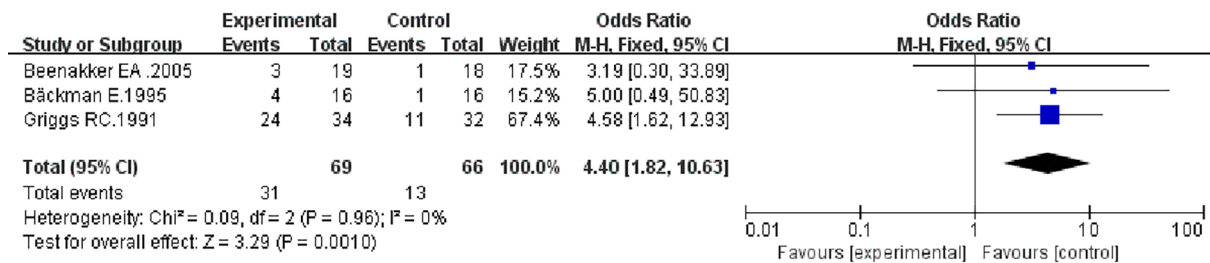 Experimental Control Odds Ratio Odds Ratio
Study or Subgroup Events Total Events Total Weight M-H, Fixed, 95% CI M-H, Fixed, 95% CI
Beenakker EA .2005 3 19 1 18 17.5% 3.19 [0.30, 33.89]
Bäckman E.1995 4 16 1 16 15.2% 5.00 [0.49, 50.83]
Griggs RC.1991 24 34 11 32 67.4% 4.58 [1.62, 12.93]
Total (95% CI) 69 66 100.0% 4.40 [1.82, 10.63]
Total events 31 13
Heterogeneity: Chi² = 0.09, df = 2 (P = 0.96); I² = 0%
Test for overall effect: Z = 3.29 (P = 0.0010)
0.01 0.1 1 10 100
Favours [experimental] Favours [control]